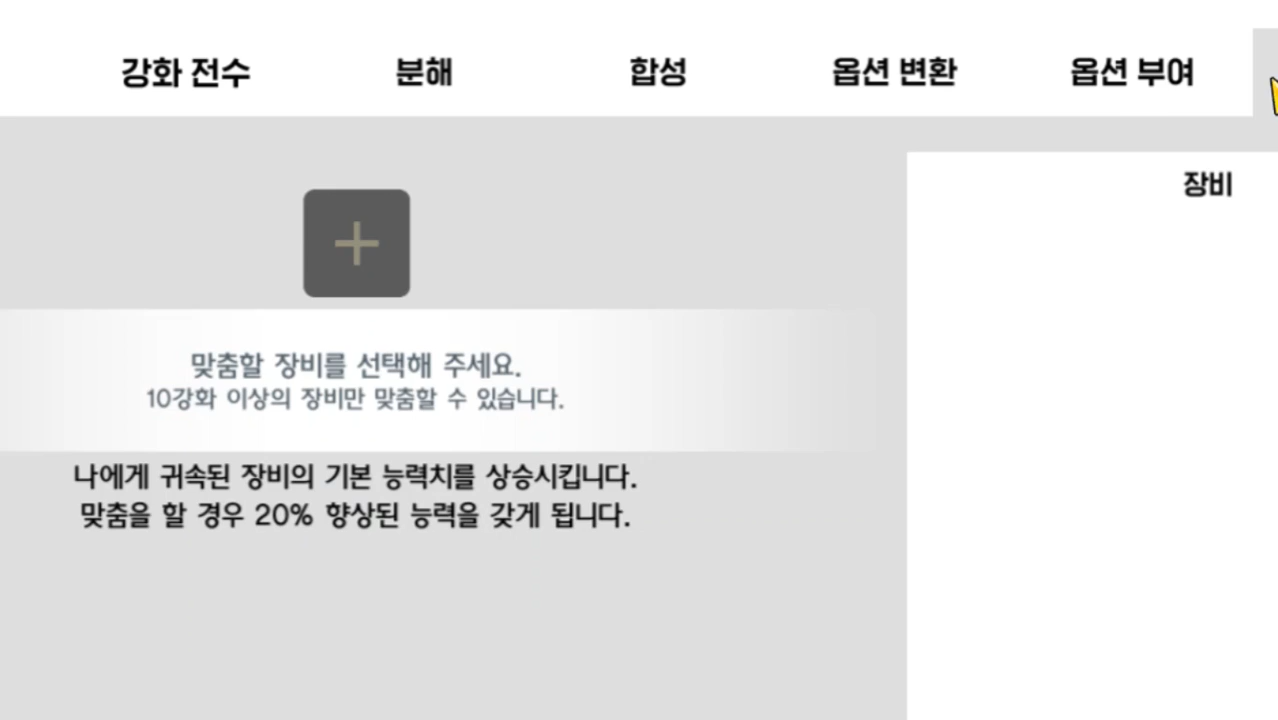 강화 전수 분해 합성 옵션 변환 옵션 부여
장비
맞춤할 장비를 선택해 주세요.
10강화 이상의 장비만 맞춤할 수 있습니다.
나에게 귀속된 장비의 기본 능력치를 상승시킵니다.
맞춤을 할 경우 20% 향상된 능력을 갖게 됩니다.